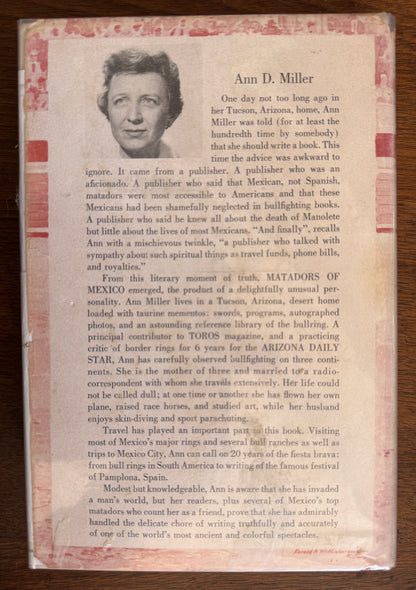 Ann D. Miller
One day not too long ago in
her Tucson, Arizona, home, Ann
Miller was told (for at least the
hundredth time by somebody)
that she should write a book. This
time the advice was awkward to
ignore. It came from a publisher. A publisher who was an
aficionado. A publisher who said that Mexican, not Spanish,
matadors were most accessible to Americans and that these
Mexicans had been shamefully neglected in bullfighting books.
A publisher who said he knew all about the death of Manolete
but little about the lives of most Mexicans. "And finally", recalls
Ann with a mischievous twinkle, "a publisher who talked with
sympathy about such spiritual things as travel funds, phone bills,
and royalties."
From this literary moment of truth, MATADORS OF
MEXICO emerged, the product of a delightfully unusual per-
sonality. Ann Miller lives in a Tucson, Arizona, desert home
loaded with taurine mementos: swords, programs, autographed
photos, and an astounding reference library of the bullring. A
principal contributor to TOROS magazine, and a practicing
critic of border rings for 6 years for the ARIZONA DAILY
STAR, Ann has carefully observed bullfighting on three conti-
nents. She is the mother of three and married to a radio-
correspondent with whom she travels extensively. Her life could
not be called dull; at one time or another she has flown her own
plane, raised race horses, and studied art, while her husband
enjoys skin-diving and sport parachuting.
Travel has played an important part in this book. Visiting
most of Mexico's major rings and several bull ranches as well as
trips to Mexico City, Ann can call on 20 years of the fiesta brava:
from bull rings in South America to writing of the famous festival
of Pamplona, Spain.
Modest but knowledgeable, Ann is aware that she has invaded
a man's world, but her readers, plus several of Mexico's top
matadors who count her as a friend, prove that she has admirably
handled the delicate chore of writing truthfully and accurately
of one of the world's most ancient and colorful spectacles.